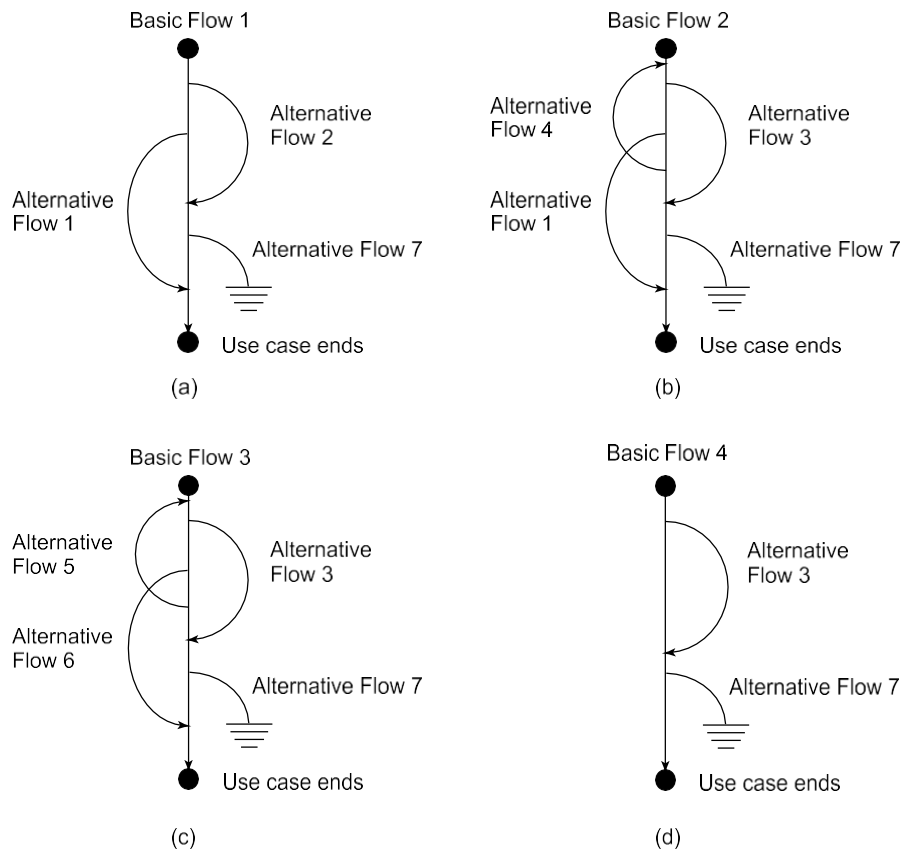 Basic Flow 1
Alternative
Flow 2
Alternative
Flow 1
Alternative Flow 7
Use case ends
(a)
Basic Flow 2
Alternative
Flow 4
Alternative
Flow 3
Alternative
Flow 1
Alternative Flow 7
Use case ends
(b)
Basic Flow 3
Alternative
Flow 5
Alternative
Flow 3
Alternative
Flow 6
Alternative Flow 7
Use case ends
(c)
Basic Flow 4
Alternative
Flow 3
Alternative Flow 7
Use case ends
(d)